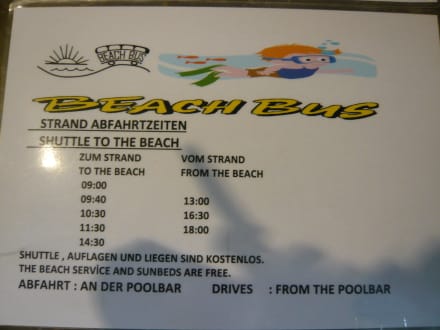 BEACH BUS
BEACH BUS
STRAND ABFAHRTZEITEN
SHUTTLE TO THE BEACH
ZUM STRAND VOM STRAND
TO THE BEACH FROM THE BEACH
09:00
09:40 13:00
10:30 16:30
11:30 18:00
14:30
SHUTTLE , AUFLAGEN UND LIEGEN SIND KOSTENLOS.
THE BEACH SERVICE AND SUNBEDS ARE FREE.
ABFAHRT : AN DER POOLBAR DRIVES : FROM THE POOLBAR